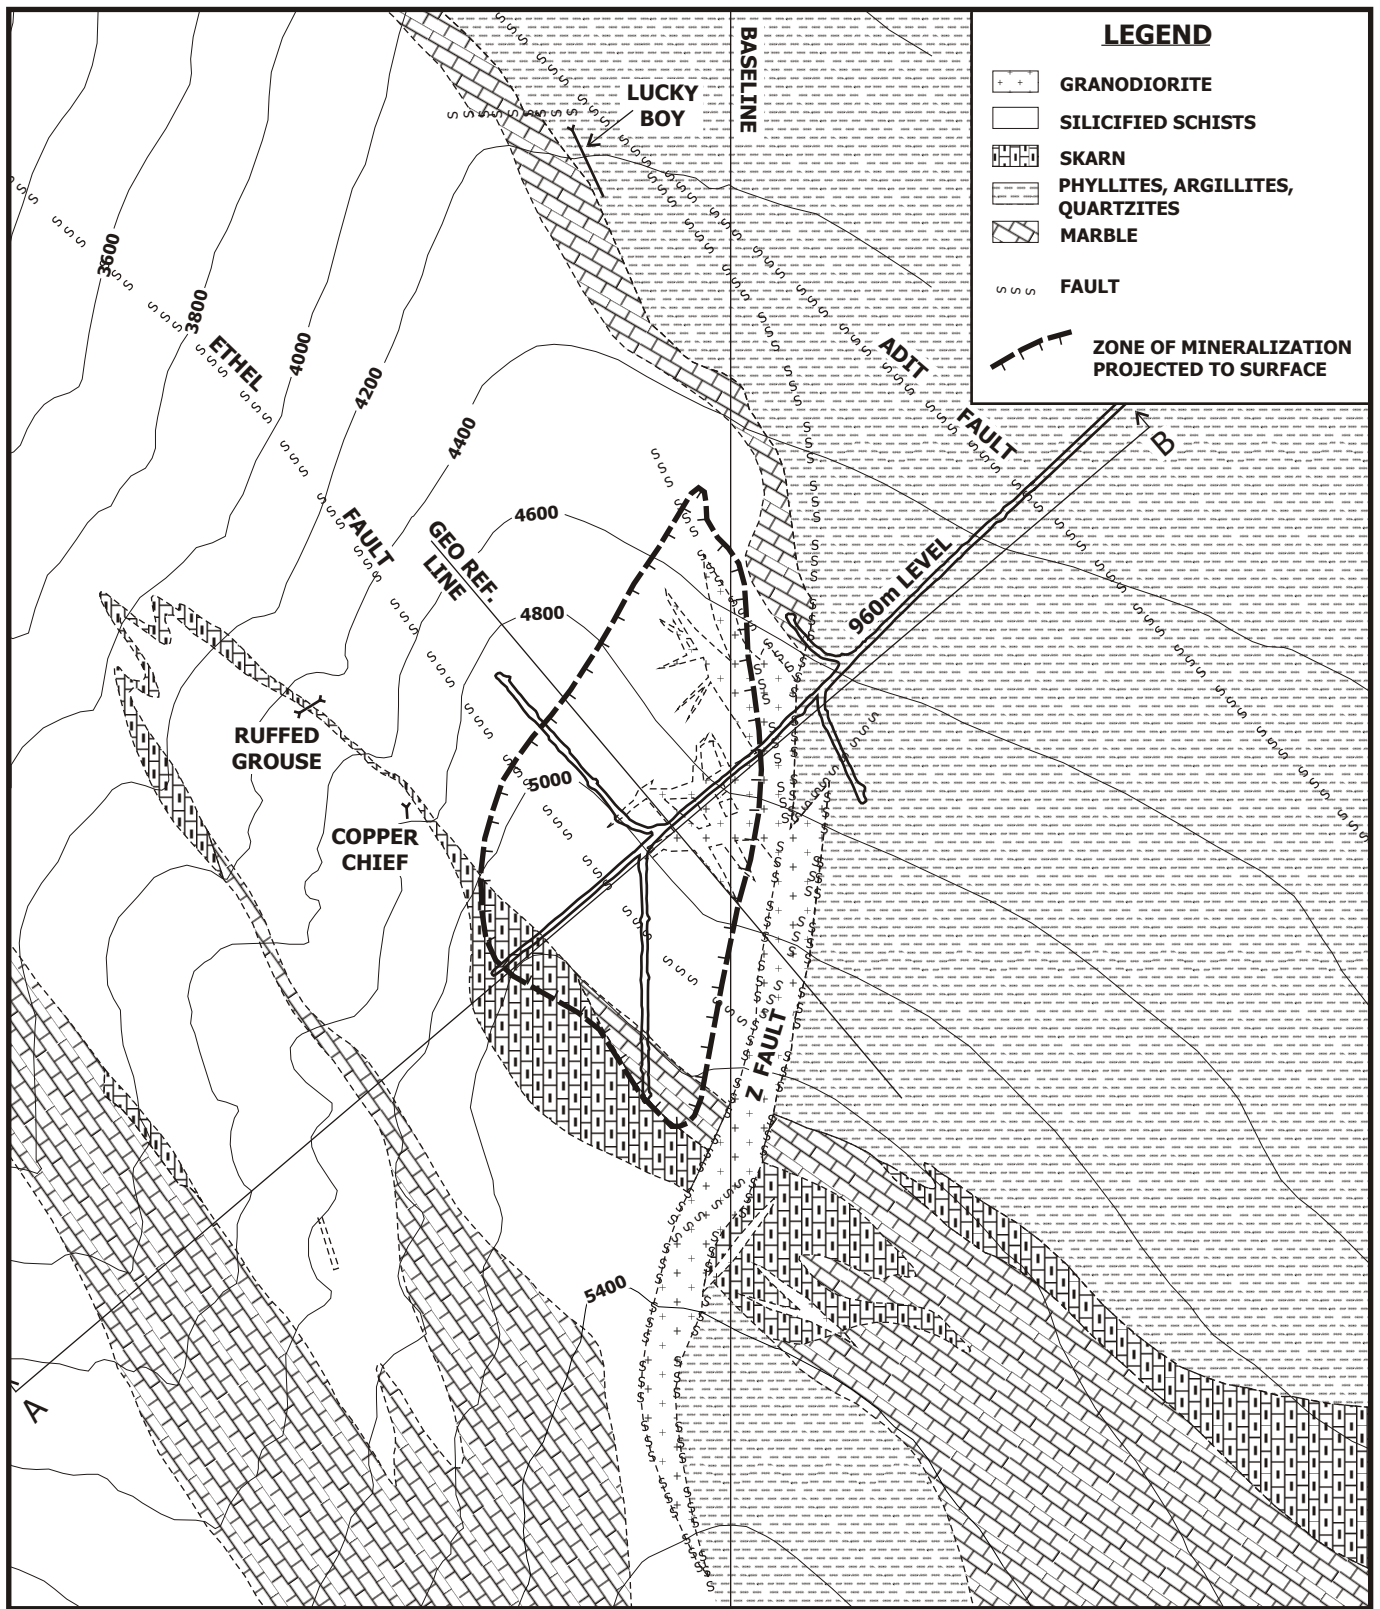 LEGEND
GRANODIORITE
SILICIFIED SCHISTS
SKARN
PHYLLITES, ARGILLITES,
QUARTZITES
MARBLE
FAULT
ZONE OF MINERALIZATION
PROJECTED TO SURFACE
BASELINE
LUCKY
BOY
3600
3800
4000
4200
4400
4600
4800
5000
5400
ETHEL
FAULT
ADIT
FAULT
B
GEO REF.
LINE
960m LEVEL
RUFFED
GROUSE
COPPER
CHIEF
Z FAULT
A